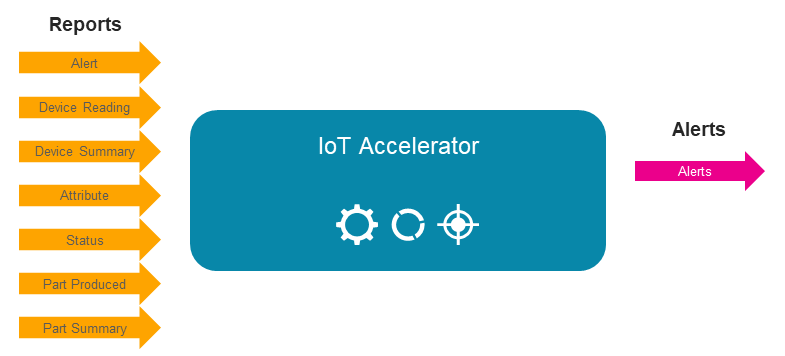 Reports
Alert
Device Reading
Device Summary
Attribute
Status
Part Produced
Part Summary
IoT Accelerator
Alerts
Alerts